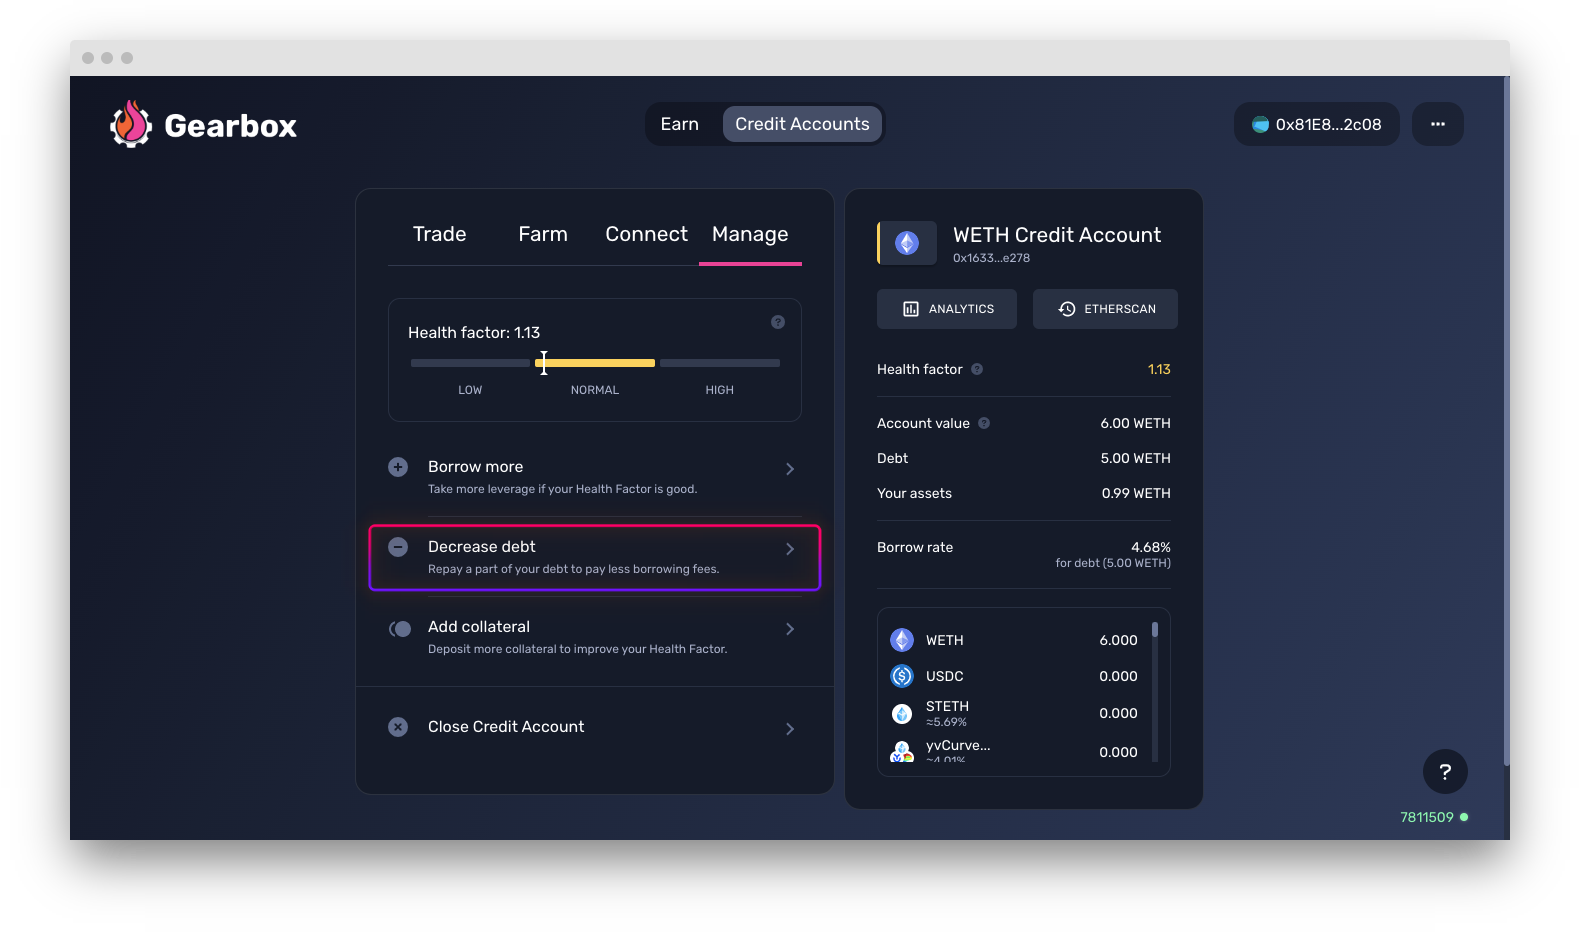 Gearbox
Earn
Credit Accounts
0x81E8...2c08
...
Trade
Farm
Connect
Manage
Health factor: 1.13
?
LOW
NORMAL
HIGH
Borrow more
Take more leverage if your Health Factor is good.
Decrease debt
Repay a part of your debt to pay less borrowing fees.
Add collateral
Deposit more collateral to improve your Health Factor.
Close Credit Account
WETH Credit Account
0x1633...e278
ANALYTICS
ETHERSCAN
Health factor ? 1.13
Account value ? 6.00 WETH
Debt 5.00 WETH
Your assets 0.99 WETH
Borrow rate 4.68%
for debt (5.00 WETH)
WETH 6.000
USDC 0.000
STETH 0.000
≈5.69%
yvCurve... 0.000
≈4.01%
?
7811509